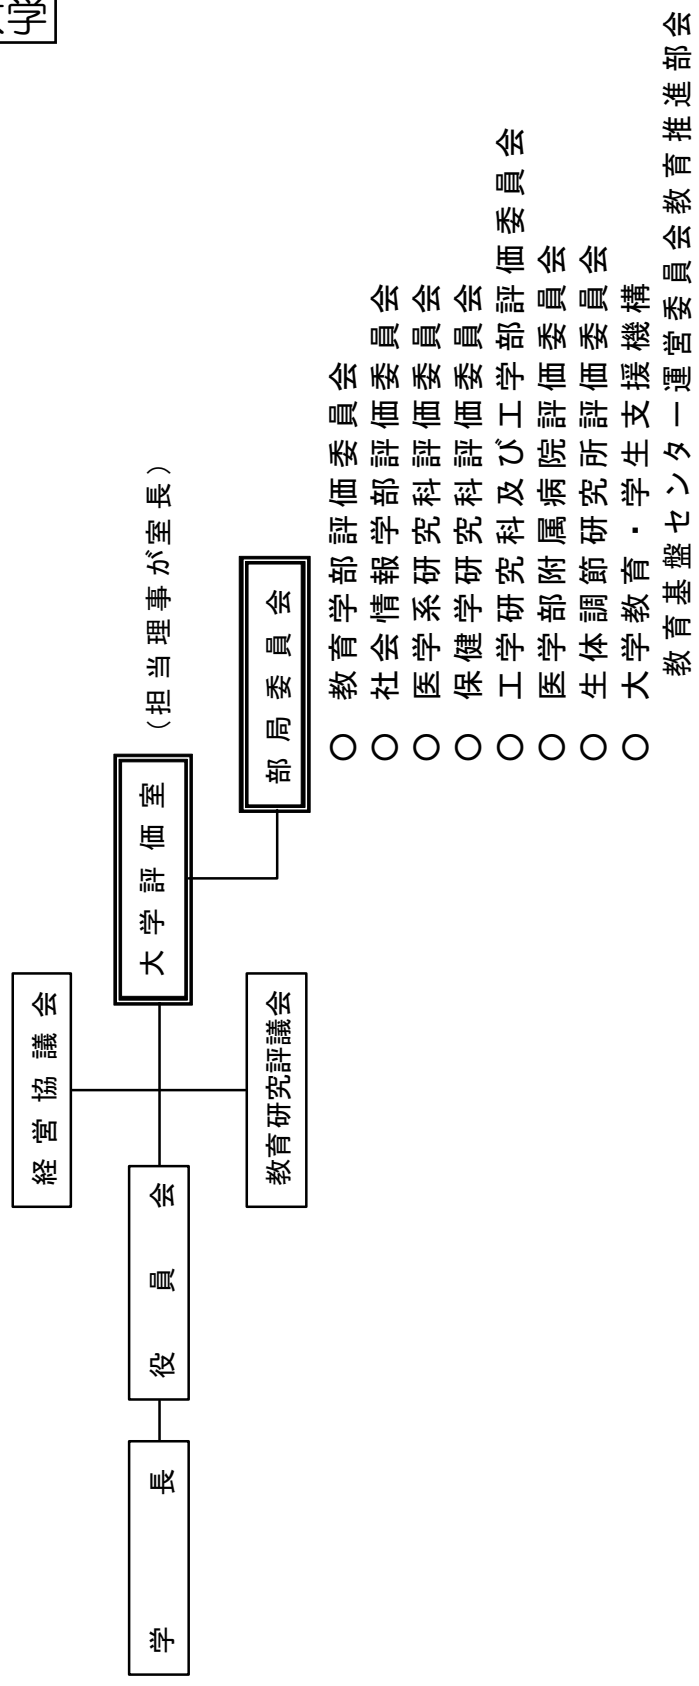 経営協議会
学長
役員会
大学評価室
(担当理事が室長)
教育研究評議会
部局委員会
○ 教育学部評価委員会
○ 社会情報学部評価委員会
○ 医学系研究科評価委員会
○ 保健学研究科評価委員会
○ 工学研究科及び工学部評価委員会
○ 医学部附属病院評価委員会
○ 生体調節研究所評価委員会
○ 大学教育・学生支援機構
教育基盤センター運営委員会教育推進部会